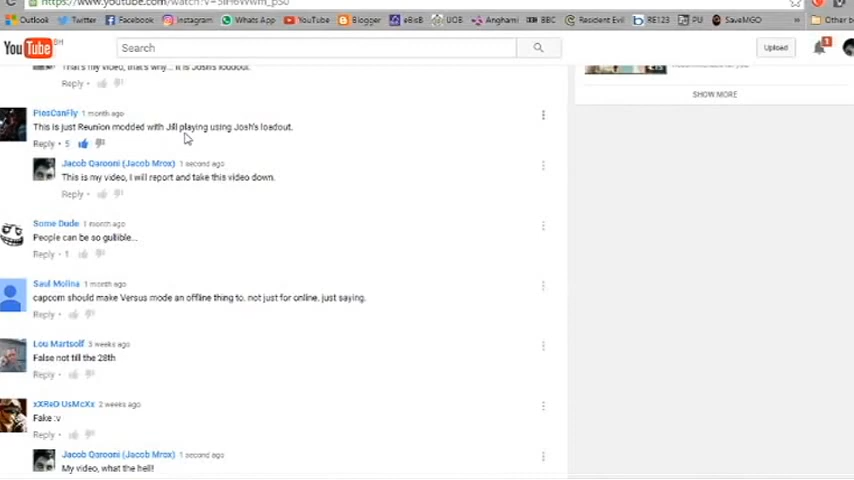 https://www.youtube.com/watch?v=
Outlook Twitter Facebook Instagram Whats App YouTube Blogger eBisB UOB Anghami BBC Resident Evil RE123 PU SaveMGO » Other b
YouTube BH Search Upload 1
That's my video, that's why... It is Josh's loudout.
Reply •
SHOW MORE
PiesCanFly 1 month ago
This is just Reunion modded with Jill playing using Josh's loadout.
Reply • 5
Jacob Qarooni (Jacob Mrox) 1 second ago
This is my video, I will report and take this video down.
Reply •
Some Dude 1 month ago
People can be so gullible...
Reply • 1
Saul Molina 1 month ago
capcom should make Versus mode an offline thing to, not just for online, just saying.
Reply •
Lou Martsolf 3 weeks ago
False not till the 28th
Reply •
xXReD UsMcXx 2 weeks ago
Fake :v
Reply •
Jacob Qarooni (Jacob Mrox) 1 second ago
My video, what the hell!